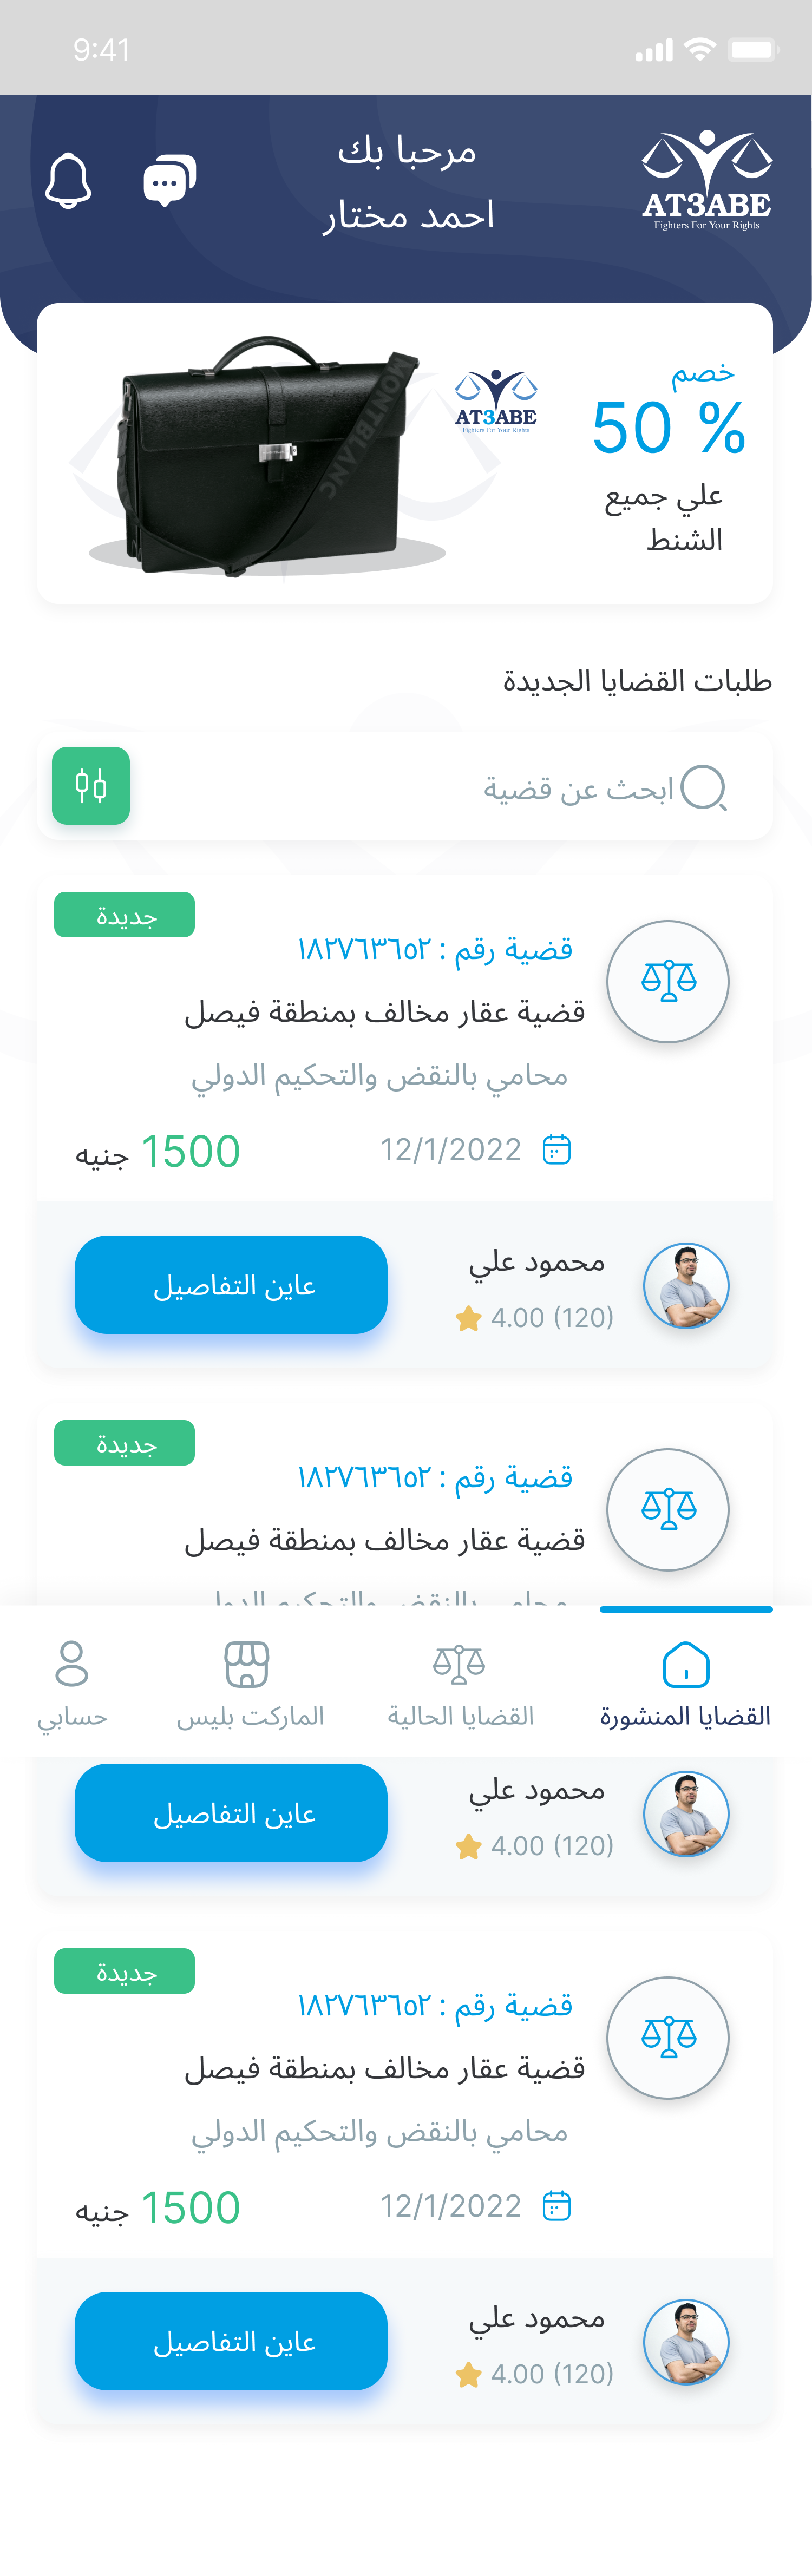 9:41
مرحبا بك
احمد مختار
AT3ABE
Fighters For Your Rights
خصم
50 %
علي جميع
الشنط
AT3ABE
Fighters For Your Rights
MONTBLANC
طلبات القضايا الجديدة
ابحث عن قضية
جديدة
قضية رقم : ١٨٢٧٦٣٦٥٢
قضية عقار مخالف بمنطقة فيصل
محامي بالنقض والتحكيم الدولي
12/1/2022
1500 جنيه
محمود علي
4.00 (120)
عاين التفاصيل
جديدة
قضية رقم : ١٨٢٧٦٣٦٥٢
قضية عقار مخالف بمنطقة فيصل
محامي بالنقض والتحكيم الدولي
القضايا المنشورة
القضايا الحالية
الماركت بليس
حسابي
محمود علي
4.00 (120)
عاين التفاصيل
جديدة
قضية رقم : ١٨٢٧٦٣٦٥٢
قضية عقار مخالف بمنطقة فيصل
محامي بالنقض والتحكيم الدولي
12/1/2022
1500 جنيه
محمود علي
4.00 (120)
عاين التفاصيل